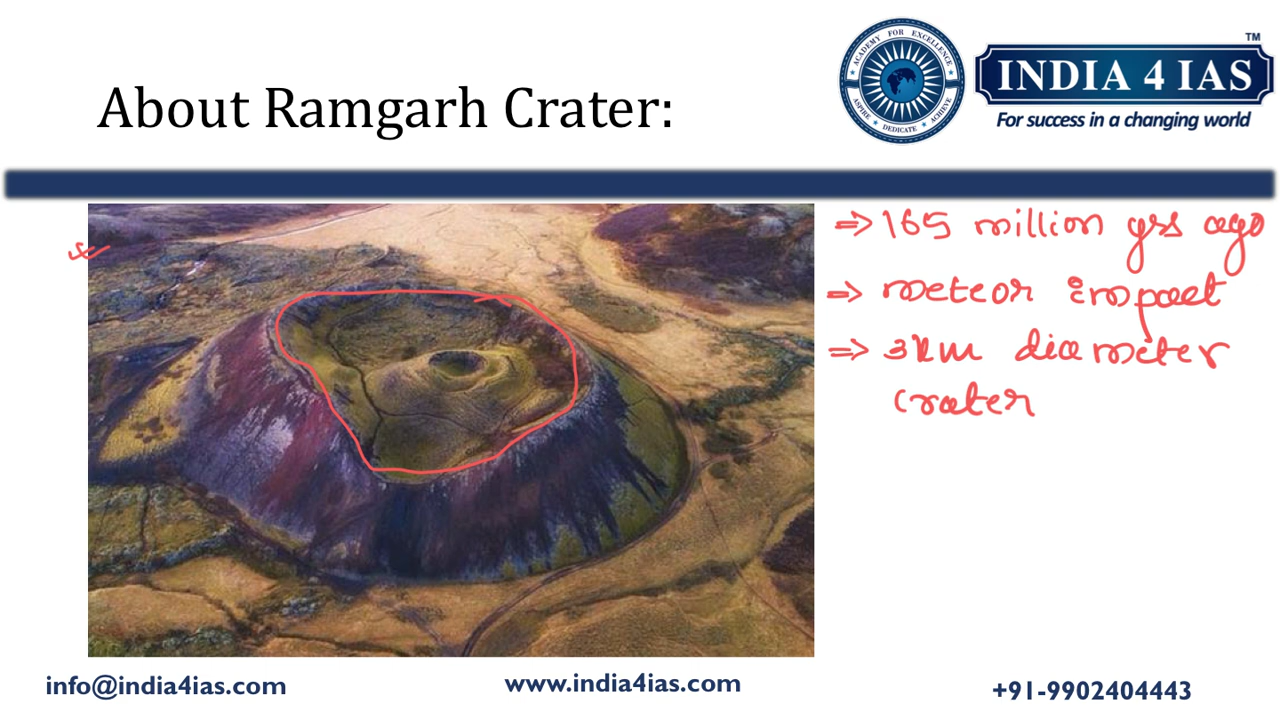 ACADEMY FOR EXCELLENCE
ASPIRE ★ DEDICATE ★ ACHIEVE
TM
INDIA 4 IAS
For success in a changing world
About Ramgarh Crater:
⇒ 165 million yrs ago
⇒ meteor impact
⇒ 3km diameter
crater
info@india4ias.com
www.india4ias.com
+91-9902404443